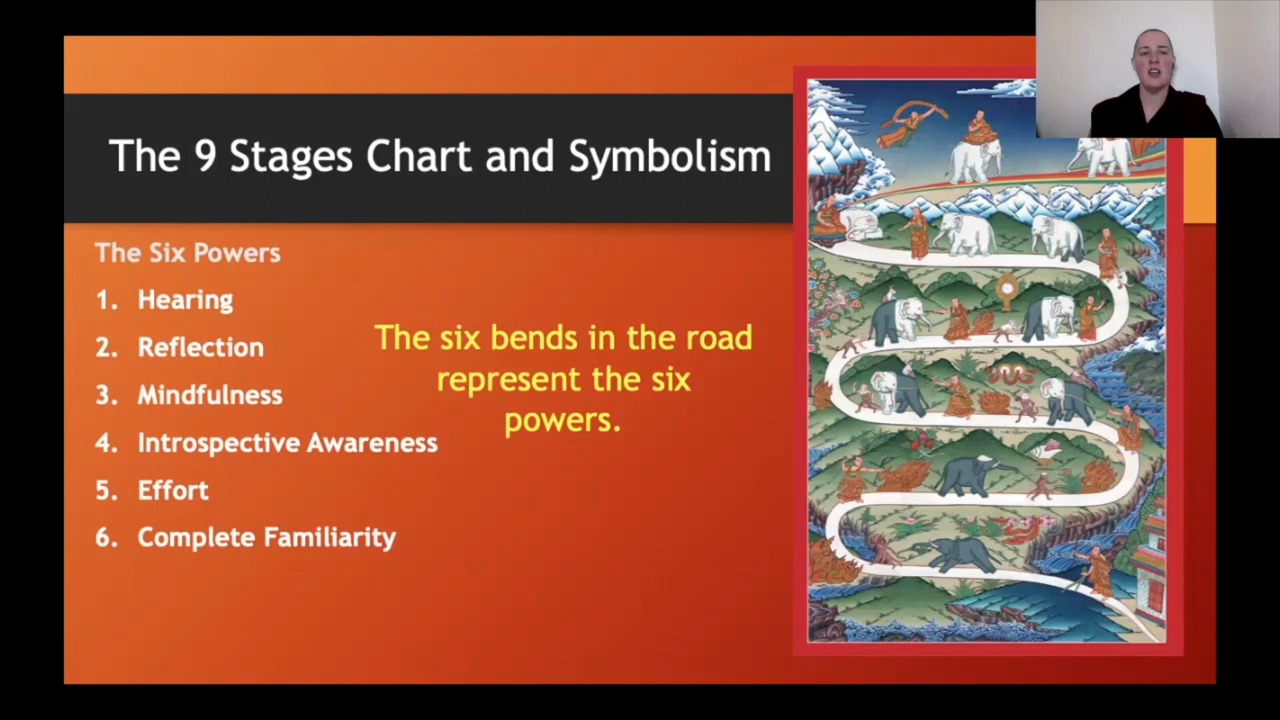 The 9 Stages Chart and Symbolism
The Six Powers
1. Hearing
2. Reflection
3. Mindfulness
4. Introspective Awareness
5. Effort
6. Complete Familiarity
The six bends in the road
represent the six
powers.